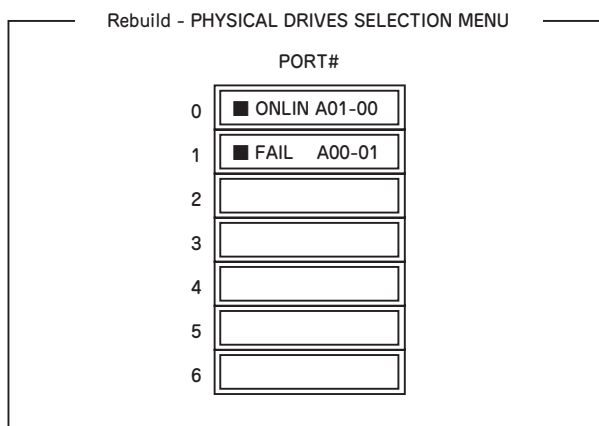 Rebuild - PHYSICAL DRIVES SELECTION MENU
PORT#
0 ■ ONLIN A01-00
1 ■ FAIL A00-01
2
3
4
5
6